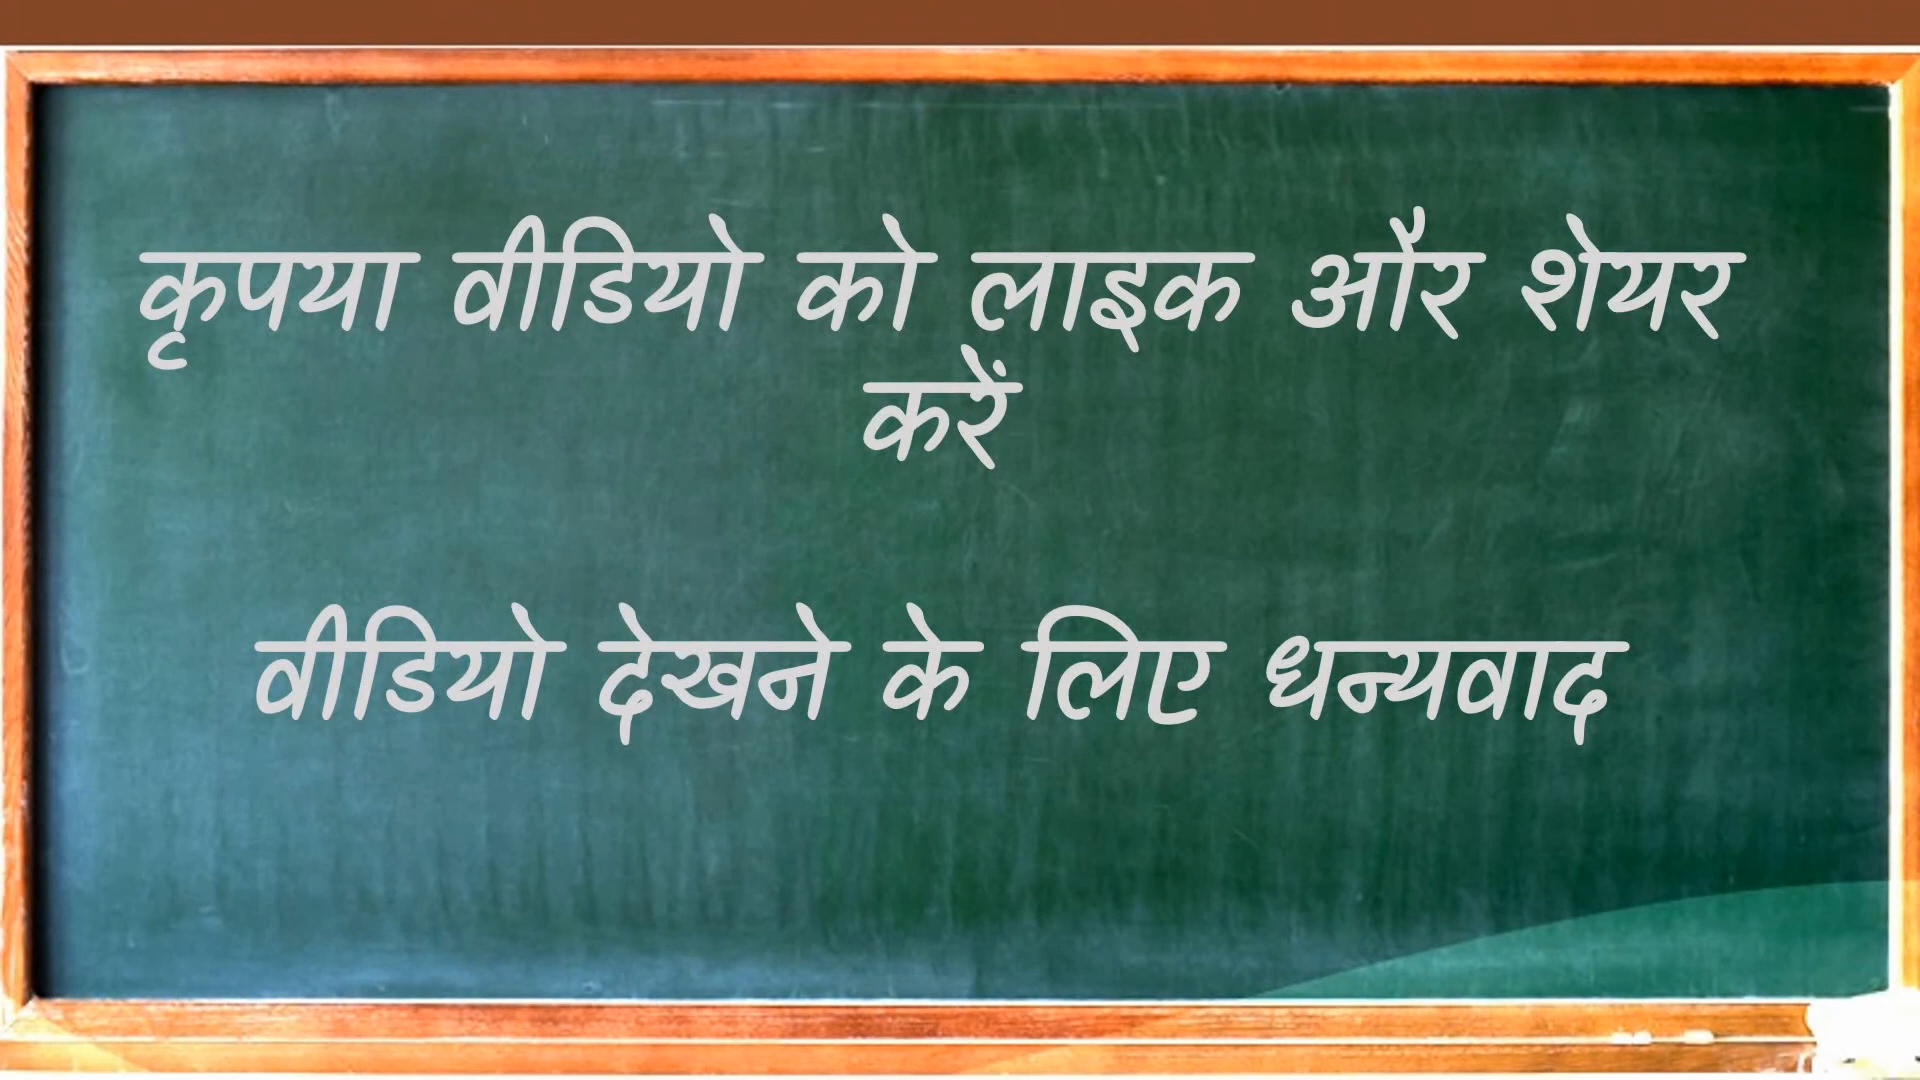 कृपया वीडियो को लाइक और शेयर
करें
वीडियो देखने के लिए धन्यवाद